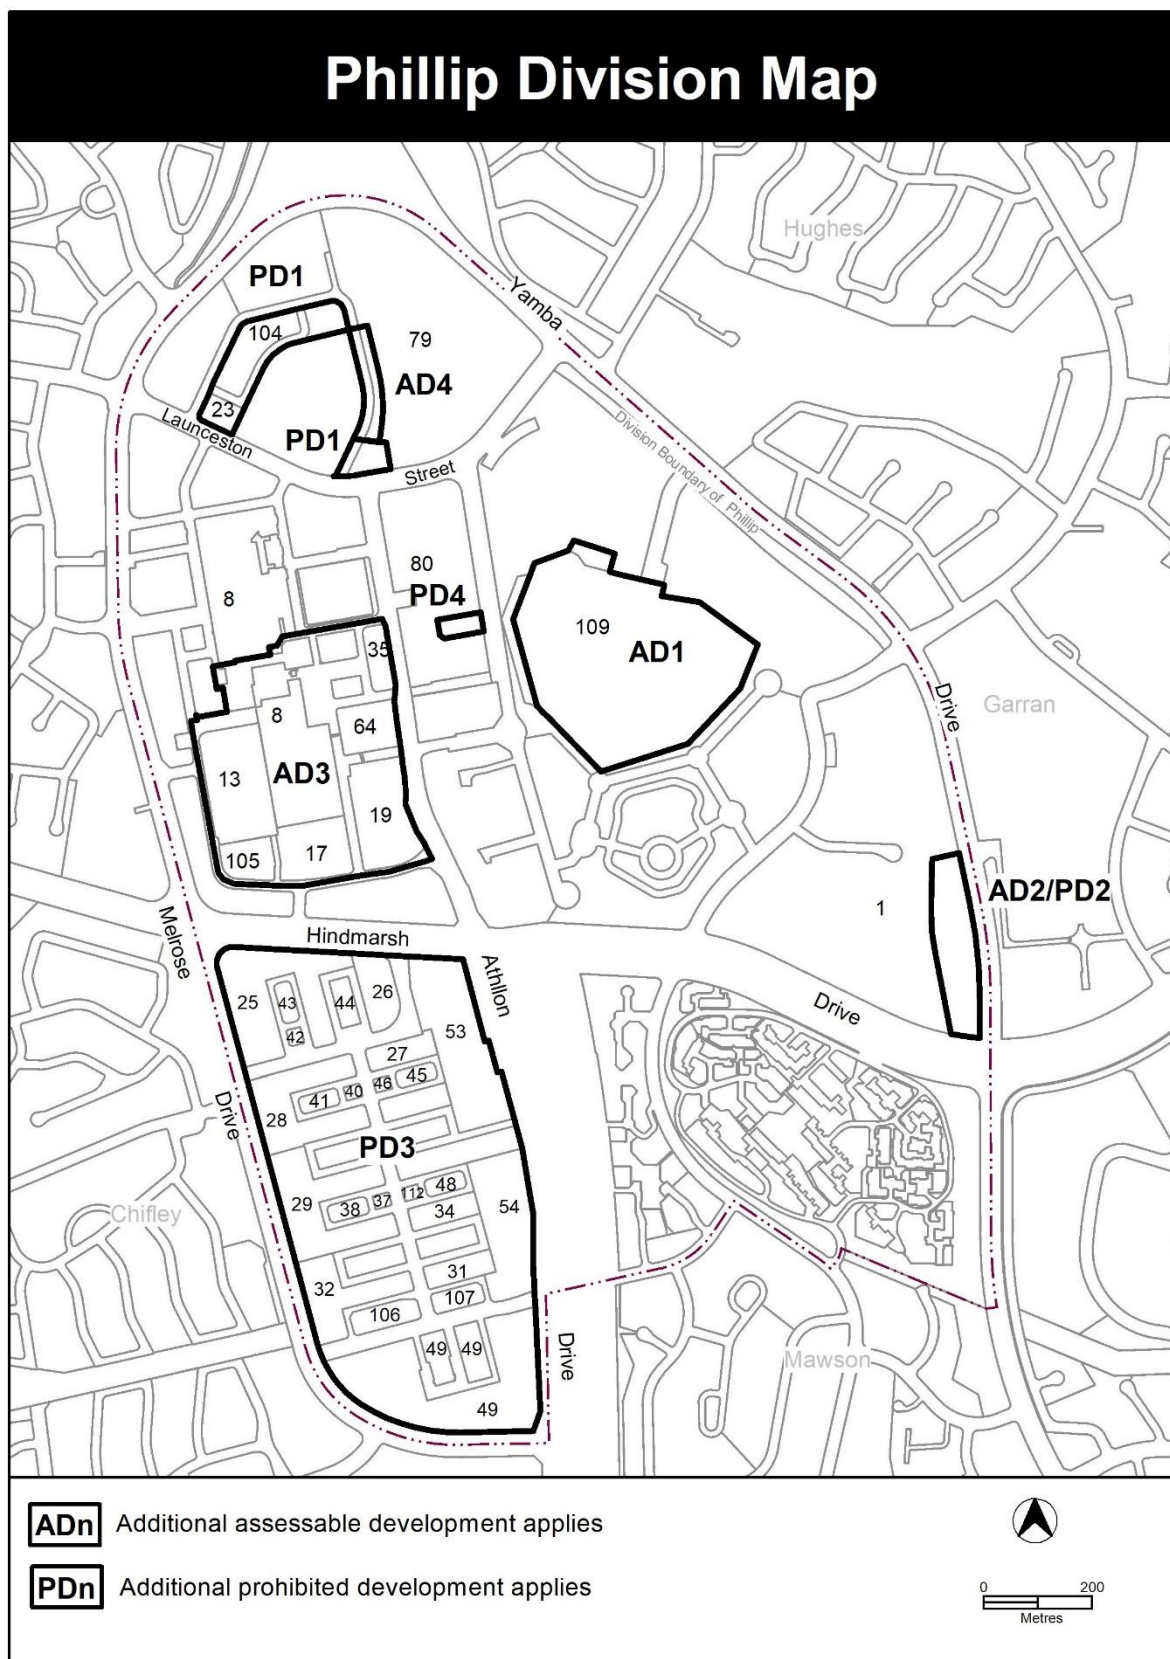 Phillip Division Map
Hughes
PD1
Yamba
104
79
AD4
23
Launceston
PD1
Street
Division Boundary of Phillip
80
PD4
8
109
AD1
35
Drive
Garran
8
64
13
AD3
19
105
17
AD2/PD2
1
Melrose
Hindmarsh
Athllon
Drive
25
43
44
26
42
53
27
41
40
46
45
28
Drive
PD3
29
38
37
112
48
34
54
Chifley
31
32
107
106
49
49
Drive
Mawson
49
ADn Additional assessable development applies
PDn Additional prohibited development applies
0 200
Metres